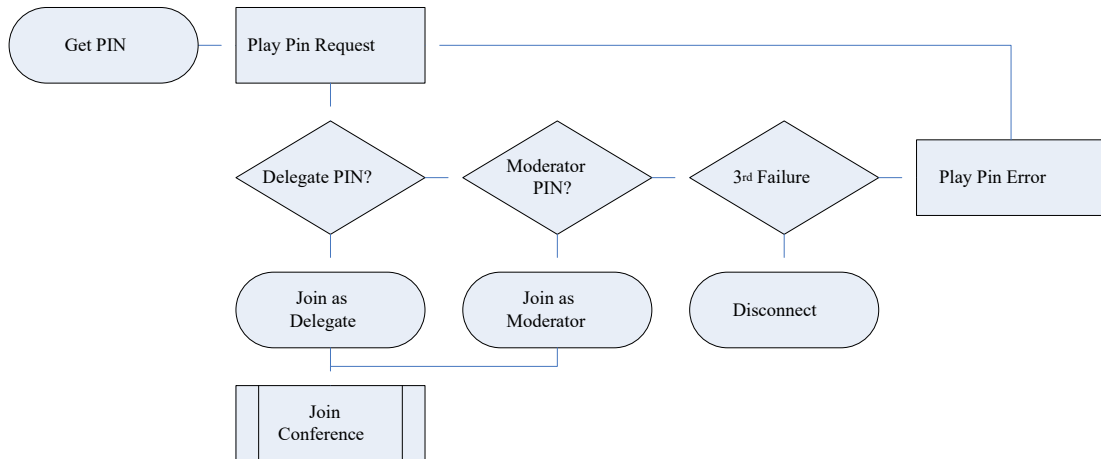 Get PIN
Play Pin Request
Delegate PIN?
Moderator
PIN?
3rd Failure
Play Pin Error
Join as
Delegate
Join as
Moderator
Disconnect
Join
Conference